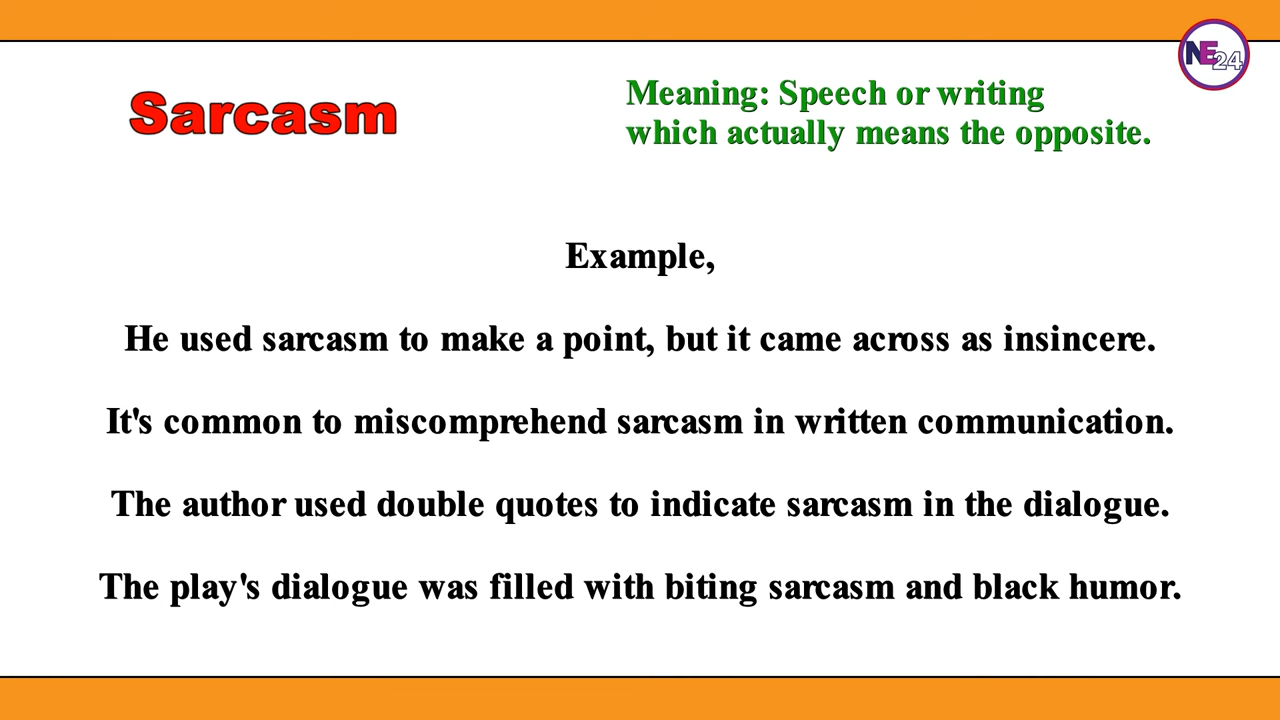 NE24
Sarcasm
Meaning: Speech or writing
which actually means the opposite.
Example,
He used sarcasm to make a point, but it came across as insincere.
It's common to miscomprehend sarcasm in written communication.
The author used double quotes to indicate sarcasm in the dialogue.
The play's dialogue was filled with biting sarcasm and black humor.